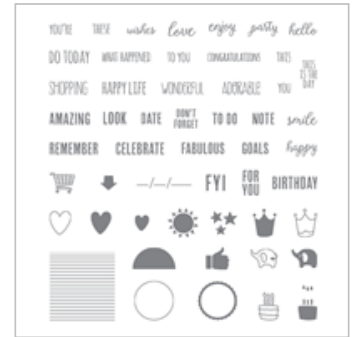 YOU'RE THESE wishes love enjoy party hello
DO TODAY WHAT HAPPENED TO YOU CONGRATULATIONS THIS
THIS IS THE DAY
SHOPPING HAPPY LIFE WONDERFUL ADORABLE YOU
AMAZING LOOK DATE DON'T FORGET TO DO NOTE smile
REMEMBER CELEBRATE FABULOUS GOALS happy
—/—/— FYI FOR YOU BIRTHDAY